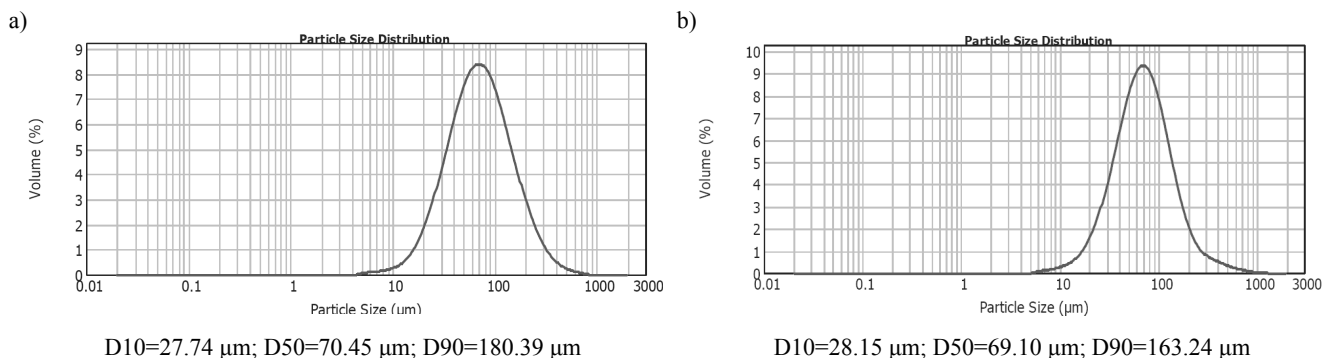 a)
Particle Size Distribution
9
8
7
6
5
4
3
2
1
0
Volume (%)
0.01 0.1 1 10 100 1000 3000
Particle Size (µm)
D10=27.74 µm; D50=70.45 µm; D90=180.39 µm
b)
Particle Size Distribution
10
9
8
7
6
5
4
3
2
1
0
Volume (%)
0.01 0.1 1 10 100 1000 3000
Particle Size (µm)
D10=28.15 µm; D50=69.10 µm; D90=163.24 µm